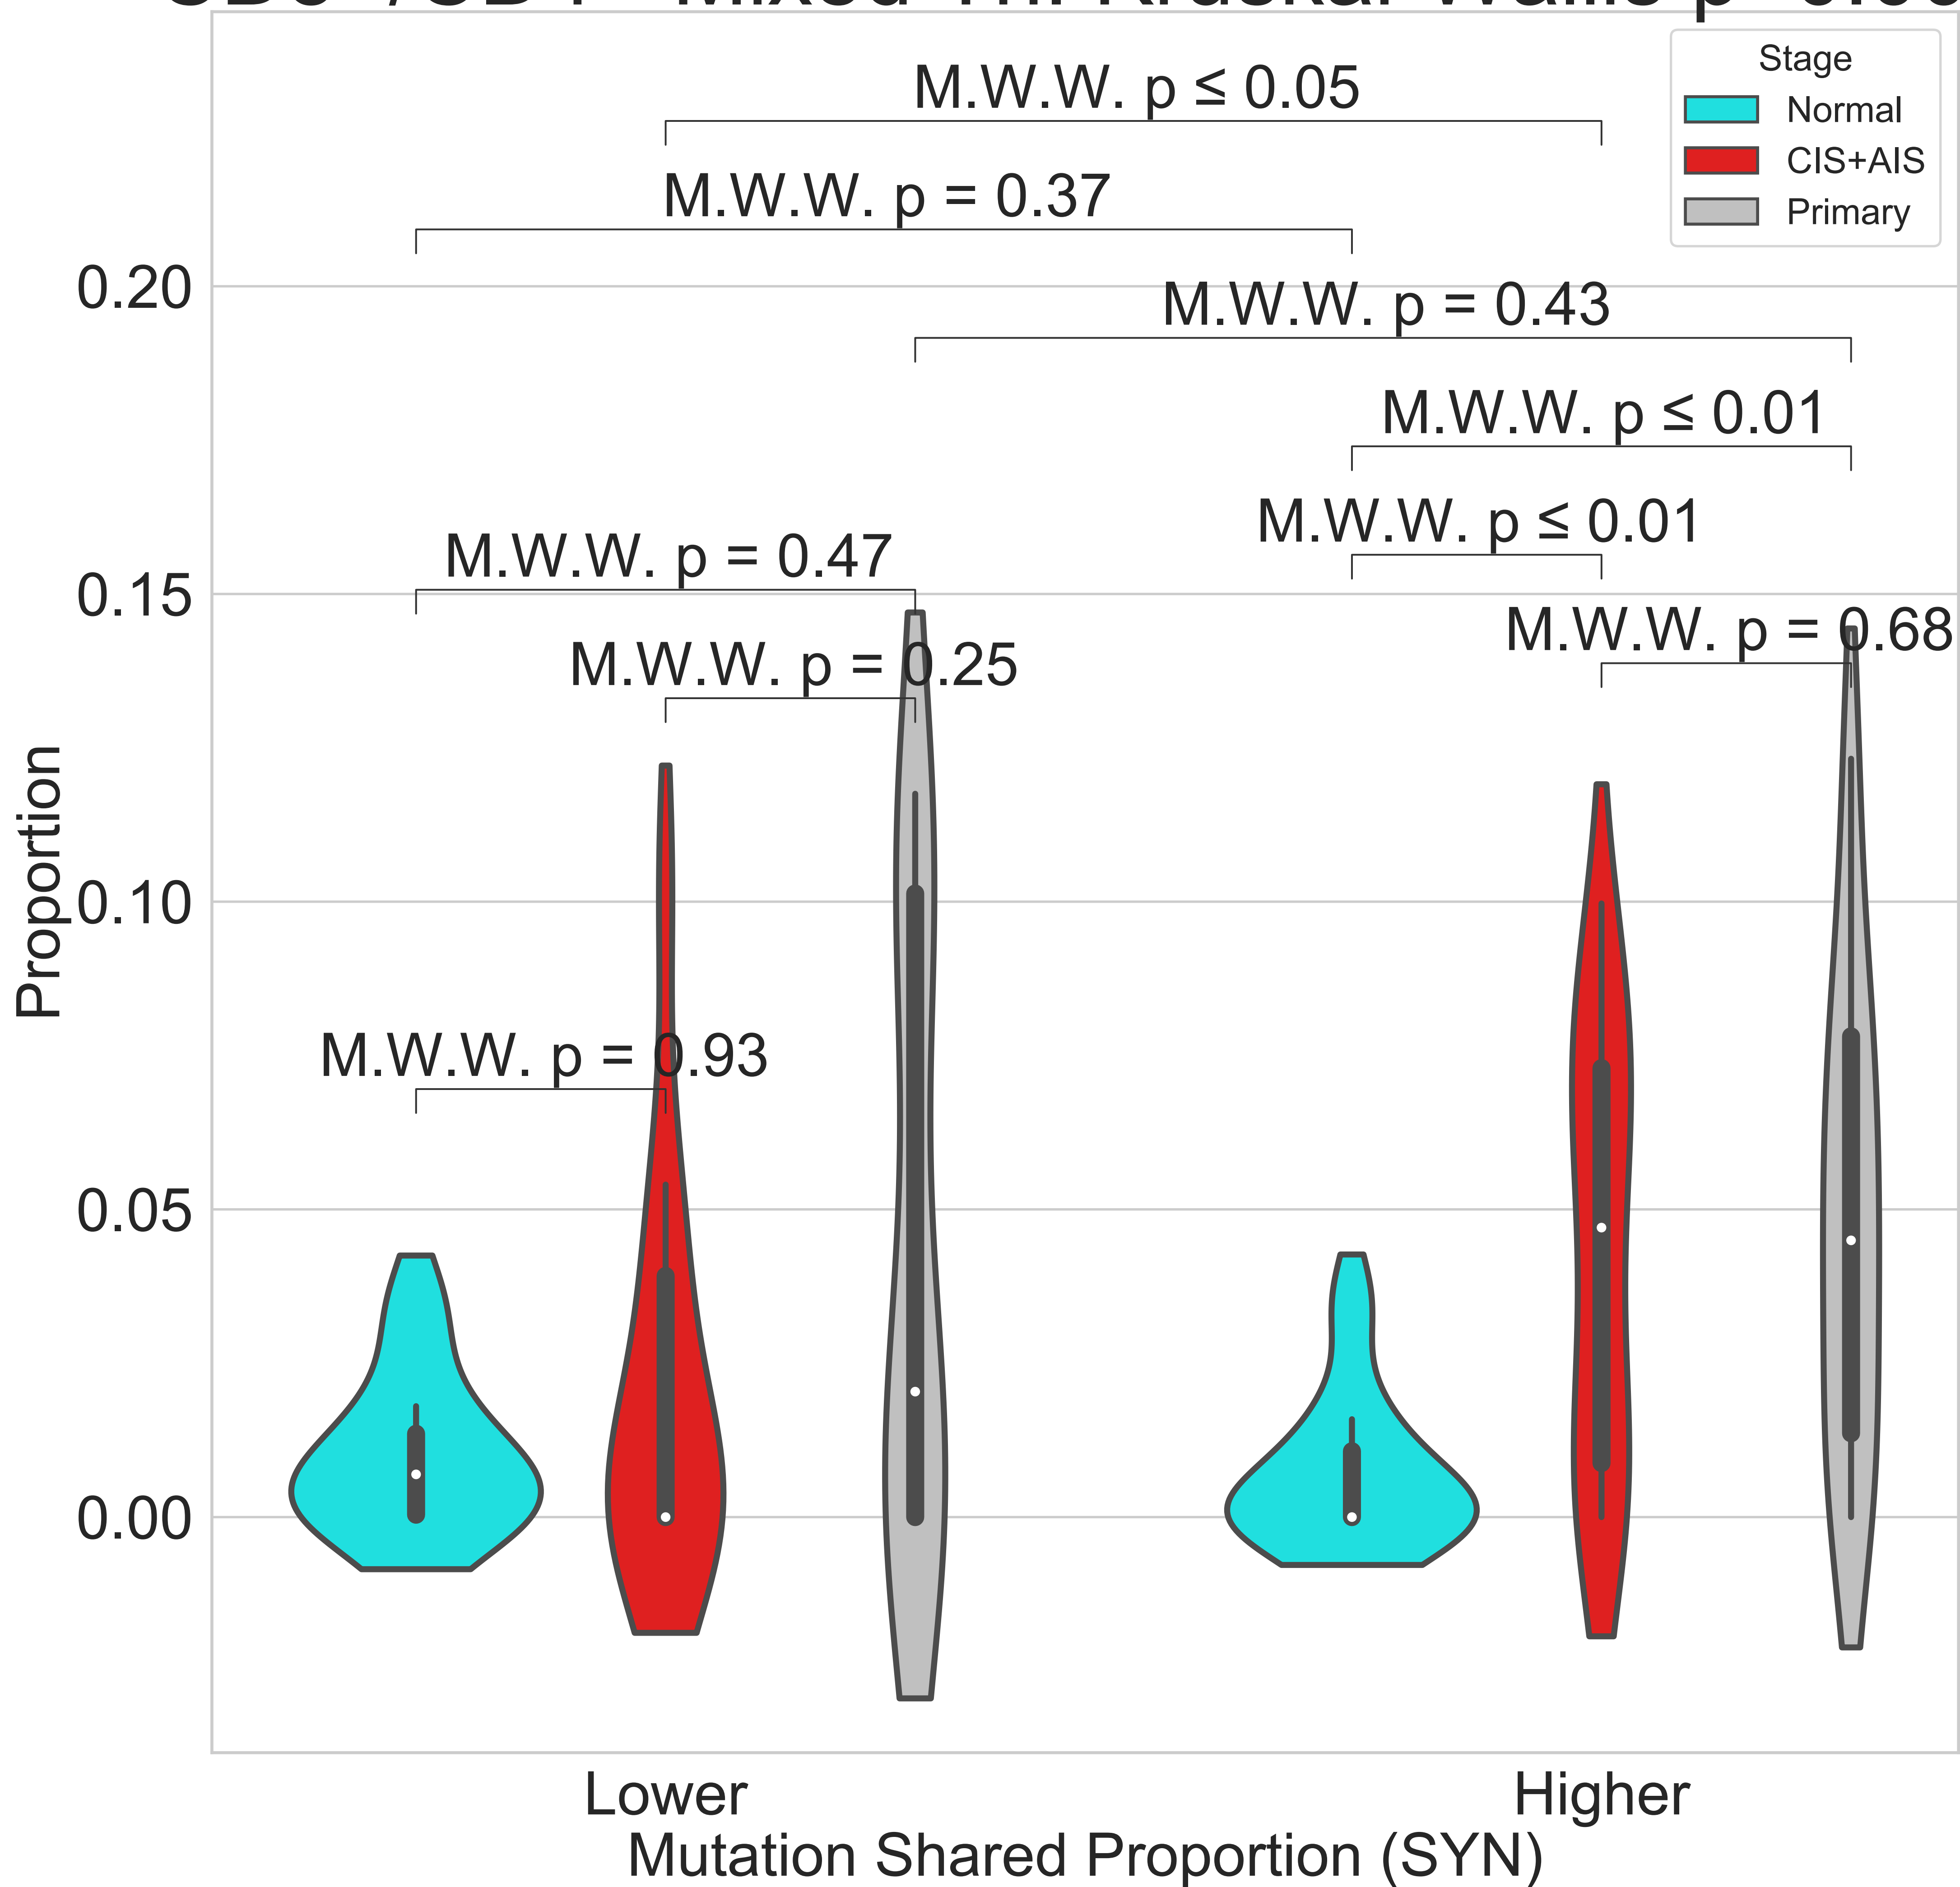 Stage
Normal
CIS+AIS
Primary
M.W.W. p ≤ 0.05
M.W.W. p = 0.37
M.W.W. p = 0.43
M.W.W. p ≤ 0.01
M.W.W. p ≤ 0.01
M.W.W. p = 0.47
M.W.W. p = 0.68
M.W.W. p = 0.25
M.W.W. p = 0.93
0.20
0.15
0.10
0.05
0.00
Proportion
Lower
Higher
Mutation Shared Proportion (SYN)